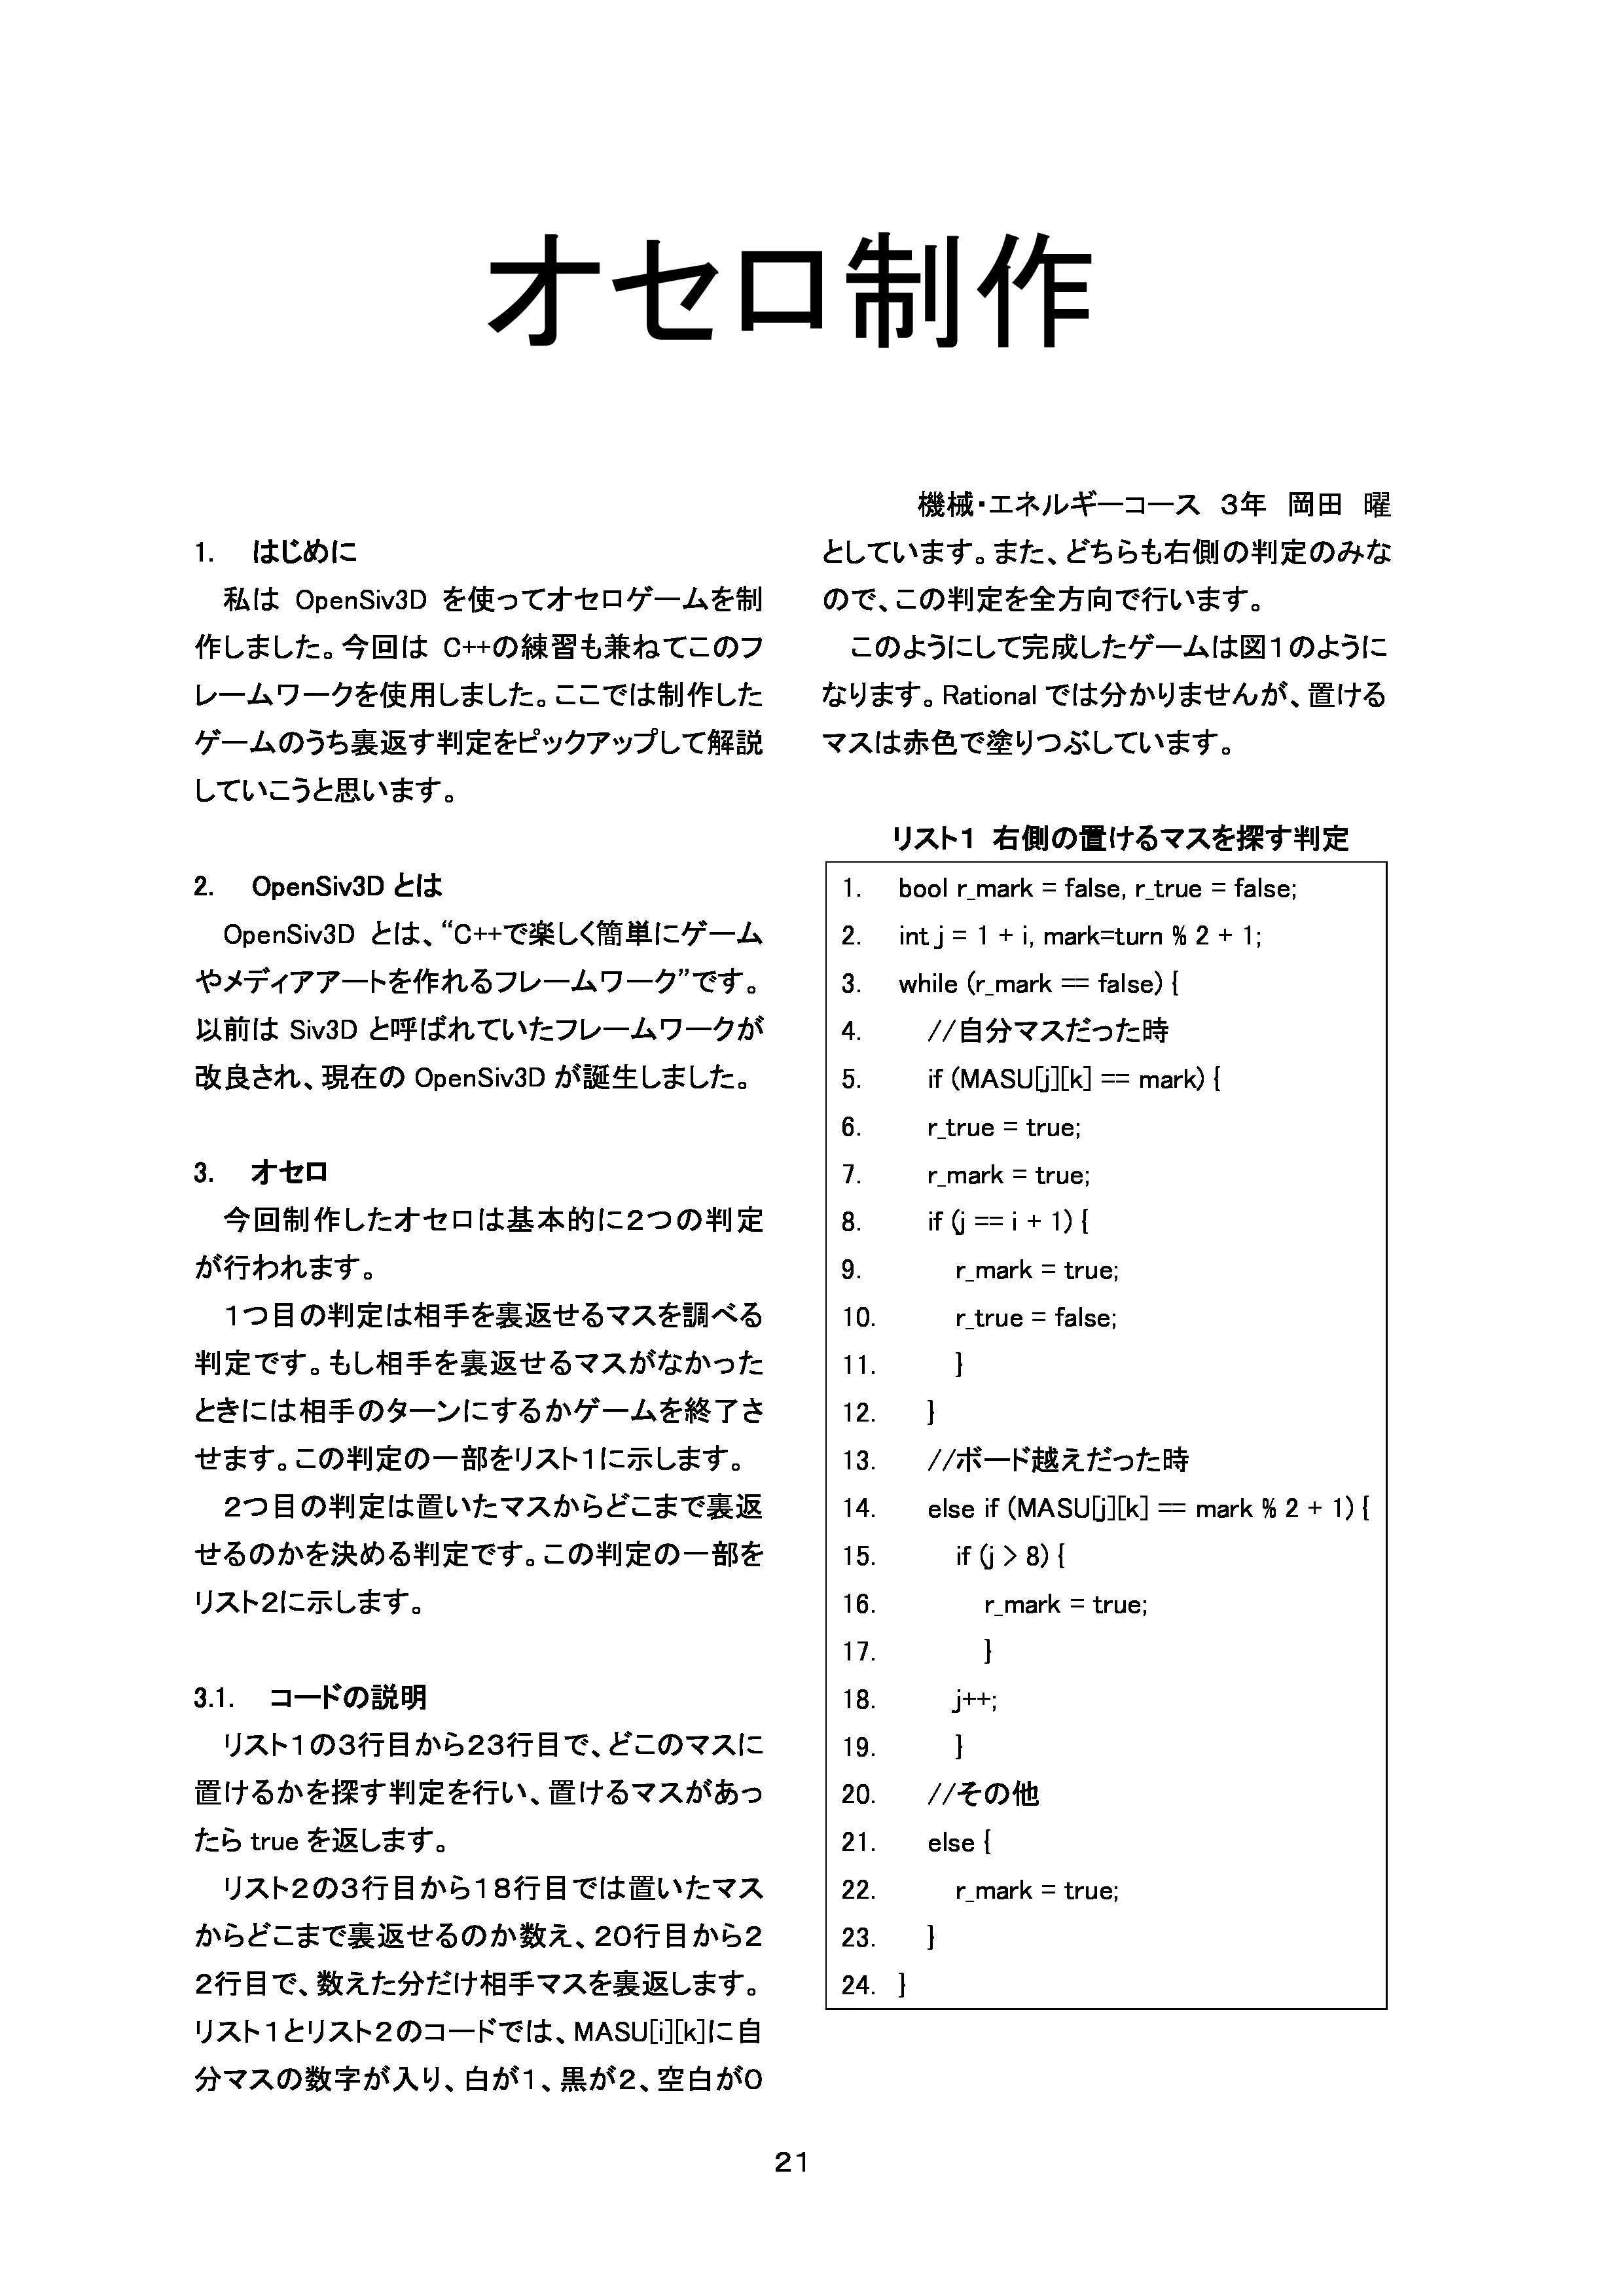 オセロ制作
機械・エネルギーコース 3年 岡田 曜
1. はじめに
私は OpenSiv3D を使ってオセロゲームを制
作しました。今回は C++の練習も兼ねてこのフ
レームワークを使用しました。ここでは制作した
ゲームのうち裏返す判定をピックアップして解説
していこうと思います。
2. OpenSiv3D とは
OpenSiv3D とは、“C++で楽しく簡単にゲーム
やメディアアートを作れるフレームワーク”です。
以前は Siv3D と呼ばれていたフレームワークが
改良され、現在の OpenSiv3D が誕生しました。
3. オセロ
今回制作したオセロは基本的に2つの判定
が行われます。
1つ目の判定は相手を裏返せるマスを調べる
判定です。もし相手を裏返せるマスがなかった
ときには相手のターンにするかゲームを終了さ
せます。この判定の一部をリスト1に示します。
2つ目の判定は置いたマスからどこまで裏返
せるのかを決める判定です。この判定の一部を
リスト2に示します。
3.1. コードの説明
リスト1の3行目から23行目で、どこのマスに
置けるかを探す判定を行い、置けるマスがあっ
たら true を返します。
リスト2の3行目から18行目では置いたマス
からどこまで裏返せるのか数え、20行目から2
2行目で、数えた分だけ相手マスを裏返します。
リスト1とリスト2のコードでは、MASU[i][k]に自
分マスの数字が入り、白が1、黒が2、空白が0
としています。また、どちらも右側の判定のみな
ので、この判定を全方向で行います。
このようにして完成したゲームは図1のように
なります。Rational では分かりませんが、置ける
マスは赤色で塗りつぶしています。
リスト1 右側の置けるマスを探す判定
1. bool r_mark = false, r_true = false;
2. int j = 1 + i, mark=turn % 2 + 1;
3. while (r_mark == false) {
4. //自分マスだった時
5. if (MASU[j][k] == mark) {
6. r_true = true;
7. r_mark = true;
8. if (j == i + 1) {
9. r_mark = true;
10. r_true = false;
11. }
12. }
13. //ボード越えだった時
14. else if (MASU[j][k] == mark % 2 + 1) {
15. if (j > 8) {
16. r_mark = true;
17. }
18. j++;
19. }
20. //その他
21. else {
22. r_mark = true;
23. }
24. }
21